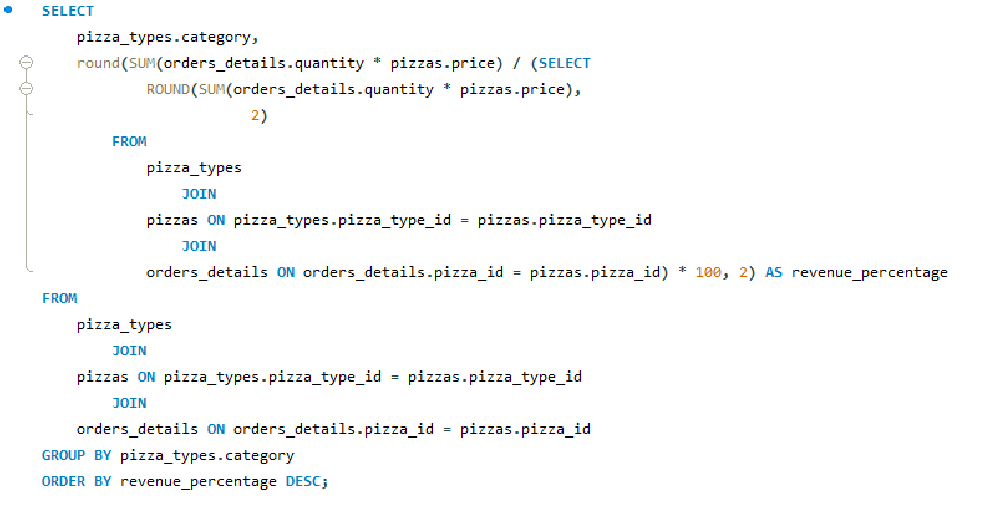 SELECT
pizza_types.category,
round(SUM(orders_details.quantity * pizzas.price) / (SELECT
ROUND(SUM(orders_details.quantity * pizzas.price),
2)
FROM
pizza_types
JOIN
pizzas ON pizza_types.pizza_type_id = pizzas.pizza_type_id
JOIN
orders_details ON orders_details.pizza_id = pizzas.pizza_id) * 100, 2) AS revenue_percentage
FROM
pizza_types
JOIN
pizzas ON pizza_types.pizza_type_id = pizzas.pizza_type_id
JOIN
orders_details ON orders_details.pizza_id = pizzas.pizza_id
GROUP BY pizza_types.category
ORDER BY revenue_percentage DESC;